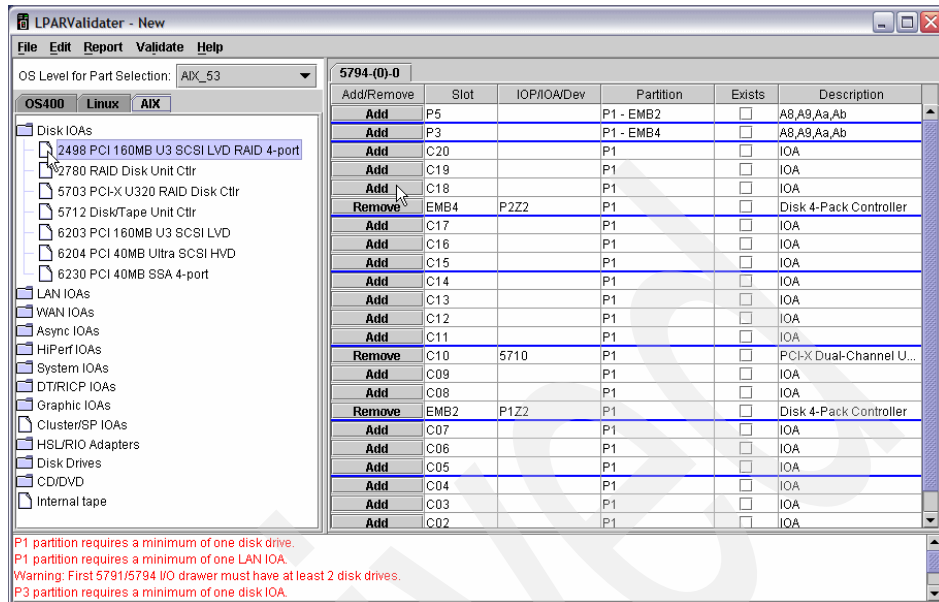 LPARValidater - New
File Edit Report Validate Help
OS Level for Part Selection: AIX_53
OS400 Linux AIX
Disk IOAs
2498 PCI 160MB U3 SCSI LVD RAID 4-port
2780 RAID Disk Unit Ctlr
5703 PCI-X U320 RAID Disk Ctlr
5712 Disk/Tape Unit Ctlr
6203 PCI 160MB U3 SCSI LVD
6204 PCI 40MB Ultra SCSI HVD
6230 PCI 40MB SSA 4-port
LAN IOAs
WAN IOAs
Async IOAs
HiPerf IOAs
System IOAs
DT/RICP IOAs
Graphic IOAs
Cluster/SP IOAs
HSL/RIO Adapters
Disk Drives
CD/DVD
Internal tape
5794-(0)-0
Add/Remove Slot IOP/IOA/Dev Partition Exists Description
Add P5 P1 - EMB2 A8,A9,Aa,Ab
Add P3 P1 - EMB4 A8,A9,Aa,Ab
Add C20 P1 IOA
Add C19 P1 IOA
Add C18 P1 IOA
Remove EMB4 P2Z2 P1 Disk 4-Pack Controller
Add C17 P1 IOA
Add C16 P1 IOA
Add C15 P1 IOA
Add C14 P1 IOA
Add C13 P1 IOA
Add C12 P1 IOA
Add C11 P1 IOA
Remove C10 5710 P1 PCI-X Dual-Channel U...
Add C09 P1 IOA
Add C08 P1 IOA
Remove EMB2 P1Z2 P1 Disk 4-Pack Controller
Add C07 P1 IOA
Add C06 P1 IOA
Add C05 P1 IOA
Add C04 P1 IOA
Add C03 P1 IOA
Add C02 P1 IOA
P1 partition requires a minimum of one disk drive.
P1 partition requires a minimum of one LAN IOA.
Warning: First 5791/5794 I/O drawer must have at least 2 disk drives.
P3 partition requires a minimum of one disk IOA.